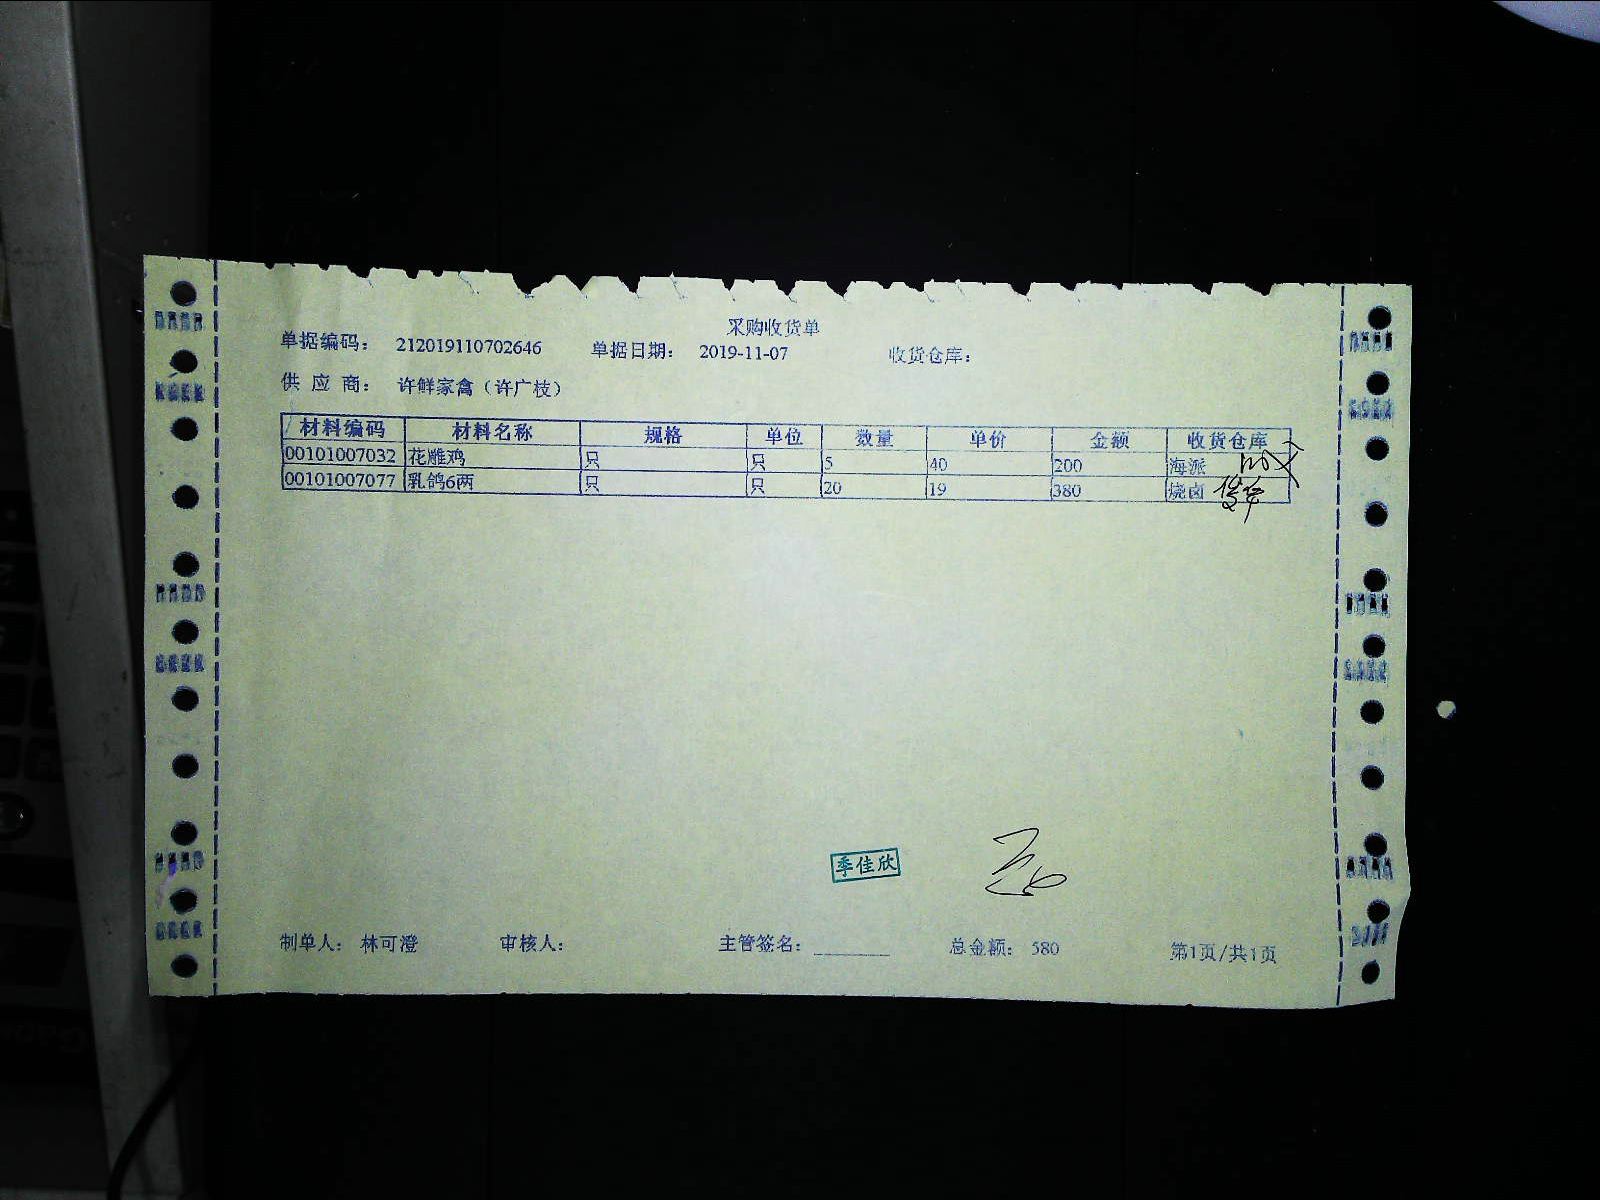 采购收货单
单据编码： 212019110702646 单据日期： 2019-11-07 收货仓库：
供 应 商： 许鲜家禽（许广枝）
材料编码 材料名称 规格 单位 数量 单价 金额 收货仓库
00101007032 花雕鸡 只 只 5 40 200 海派
00101007077 乳鸽6两 只 只 20 19 380 烧卤
季佳欣
制单人： 林可澄 审核人： 主管签名： 总金额： 580 第1页/共1页